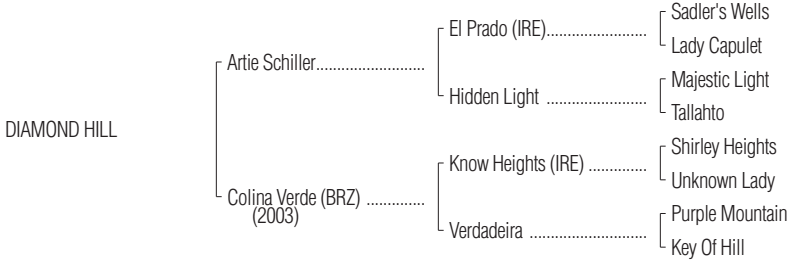 Sadler's Wells
El Prado (IRE)........................
Lady Capulet
Artie Schiller..........................
Majestic Light
Hidden Light ........................
Tallahto
DIAMOND HILL
Shirley Heights
Know Heights (IRE) ..............
Unknown Lady
Colina Verde (BRZ) ..............
(2003)
Purple Mountain
Verdadeira ............................
Key Of Hill